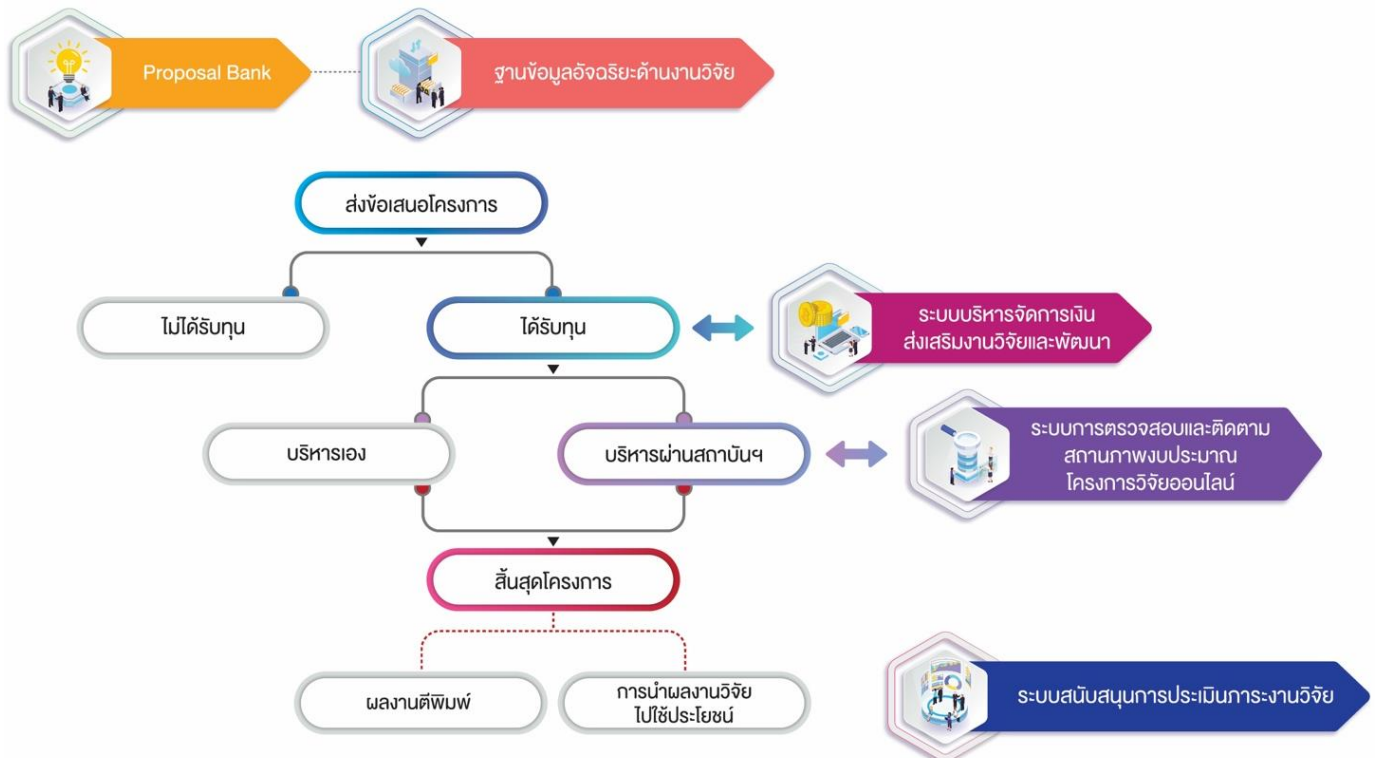 Proposal Bank
ฐานข้อมูลอัจฉริยะด้านงานวิจัย
ส่งข้อเสนอโครงการ
ไม่ได้รับทุน
ได้รับทุน
ระบบบริหารจัดการเงิน
ส่งเสริมงานวิจัยและพัฒนา
บริหารเอง
บริหารผ่านสถาบันฯ
ระบบการตรวจสอบและติดตาม
สถานภาพงบประมาณ
โครงการวิจัยออนไลน์
สิ้นสุดโครงการ
ผลงานตีพิมพ์
การนำผลงานวิจัย
ไปใช้ประโยชน์
ระบบสนับสนุนการประเมินภาระงานวิจัย